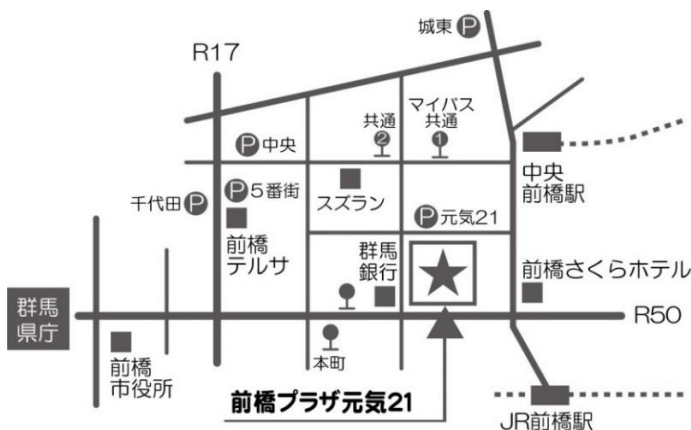 城東 P
R17
マイバス
共通
1
共通
2
P 中央
中央
前橋駅
P 5番街
千代田 P
スズラン
P 元気21
前橋
テルサ
群馬
銀行
前橋さくらホテル
群馬
県庁
R50
前橋
市役所
本町
前橋プラザ元気21
JR前橋駅